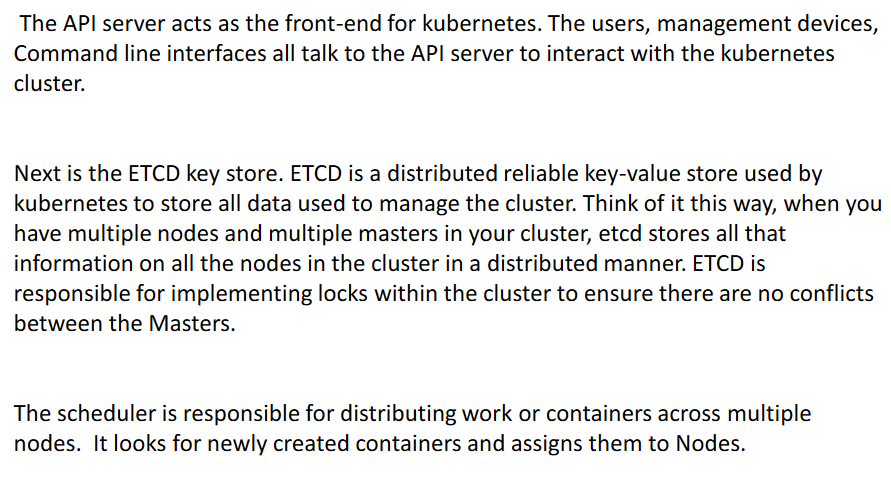 The API server acts as the front-end for kubernetes. The users, management devices,
Command line interfaces all talk to the API server to interact with the kubernetes
cluster.
Next is the ETCD key store. ETCD is a distributed reliable key-value store used by
kubernetes to store all data used to manage the cluster. Think of it this way, when you
have multiple nodes and multiple masters in your cluster, etcd stores all that
information on all the nodes in the cluster in a distributed manner. ETCD is
responsible for implementing locks within the cluster to ensure there are no conflicts
between the Masters.
The scheduler is responsible for distributing work or containers across multiple
nodes.  It looks for newly created containers and assigns them to Nodes.